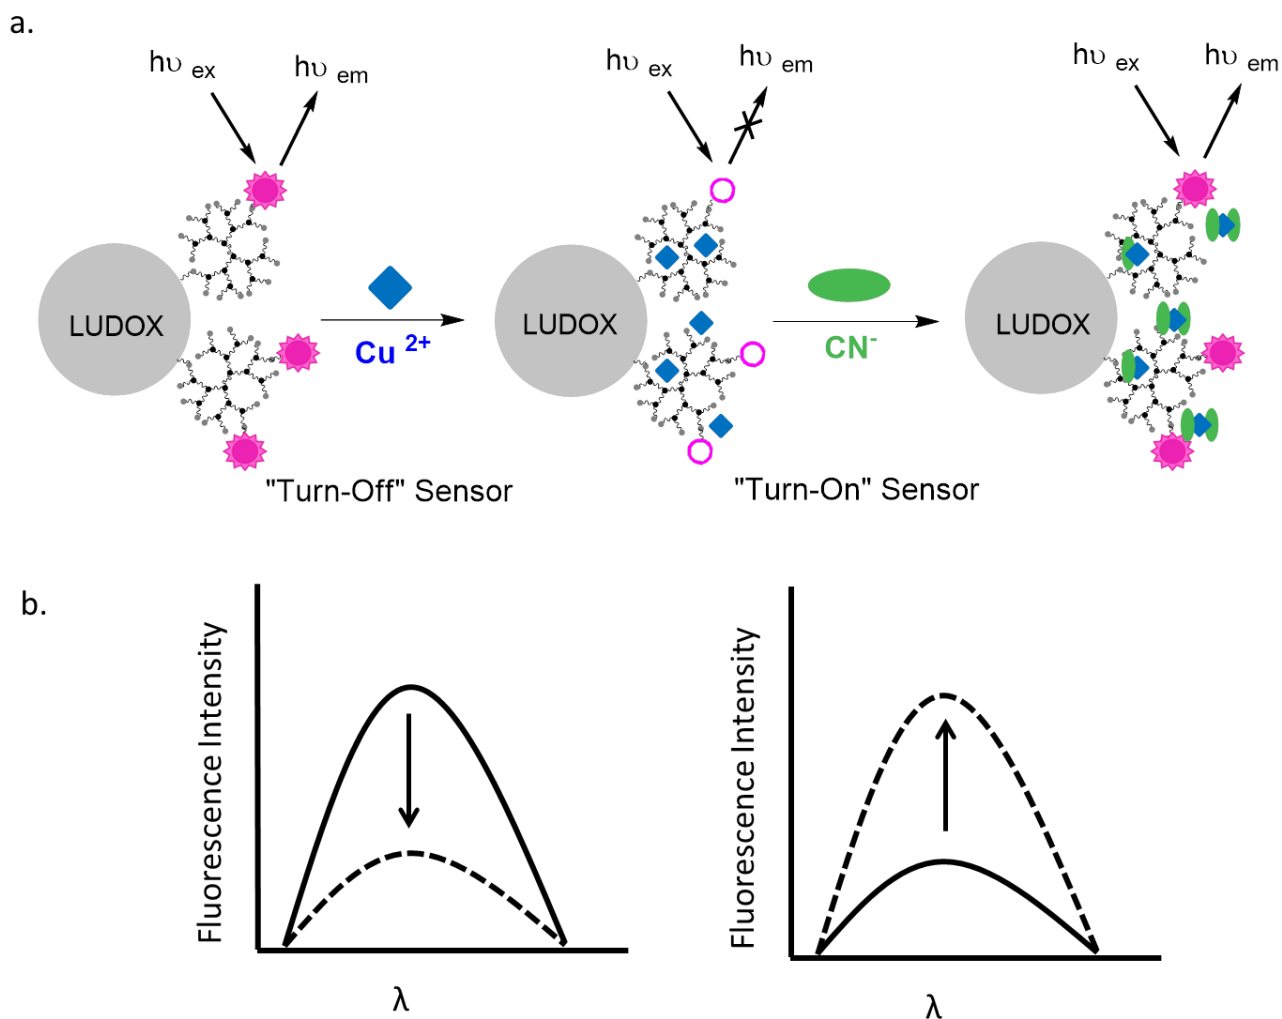 a.
hυ ex
hυ em
hυ ex
hυ em
hυ ex
hυ em
LUDOX
Cu 2+
LUDOX
CN-
LUDOX
"Turn-Off" Sensor
"Turn-On" Sensor
b.
Fluorescence Intensity
λ
Fluorescence Intensity
λ